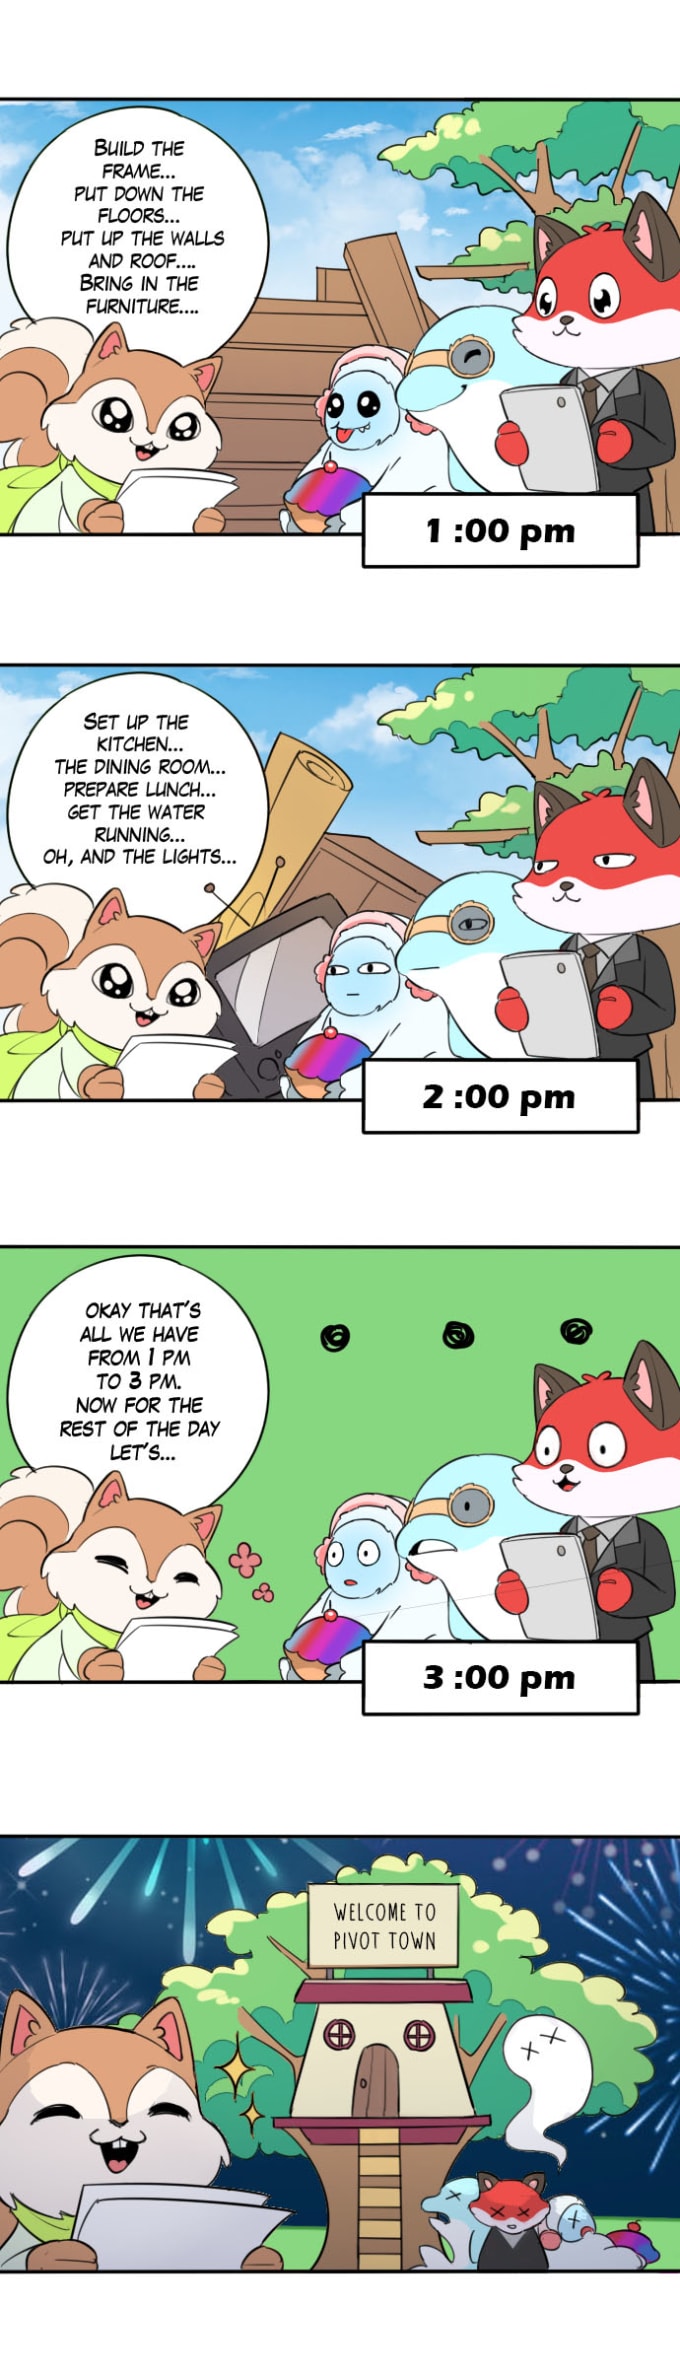 BUILD THE
FRAME...
PUT DOWN THE
FLOORS...
PUT UP THE WALLS
AND ROOF....
BRING IN THE
FURNITURE....
1 :00 pm
SET UP THE
KITCHEN...
THE DINING ROOM...
PREPARE LUNCH...
GET THE WATER
RUNNING...
OH, AND THE LIGHTS...
2 :00 pm
OKAY THAT'S
ALL WE HAVE
FROM 1 PM
TO 3 PM.
NOW FOR THE
REST OF THE DAY
LET'S...
3 :00 pm
WELCOME TO
PIVOT TOWN